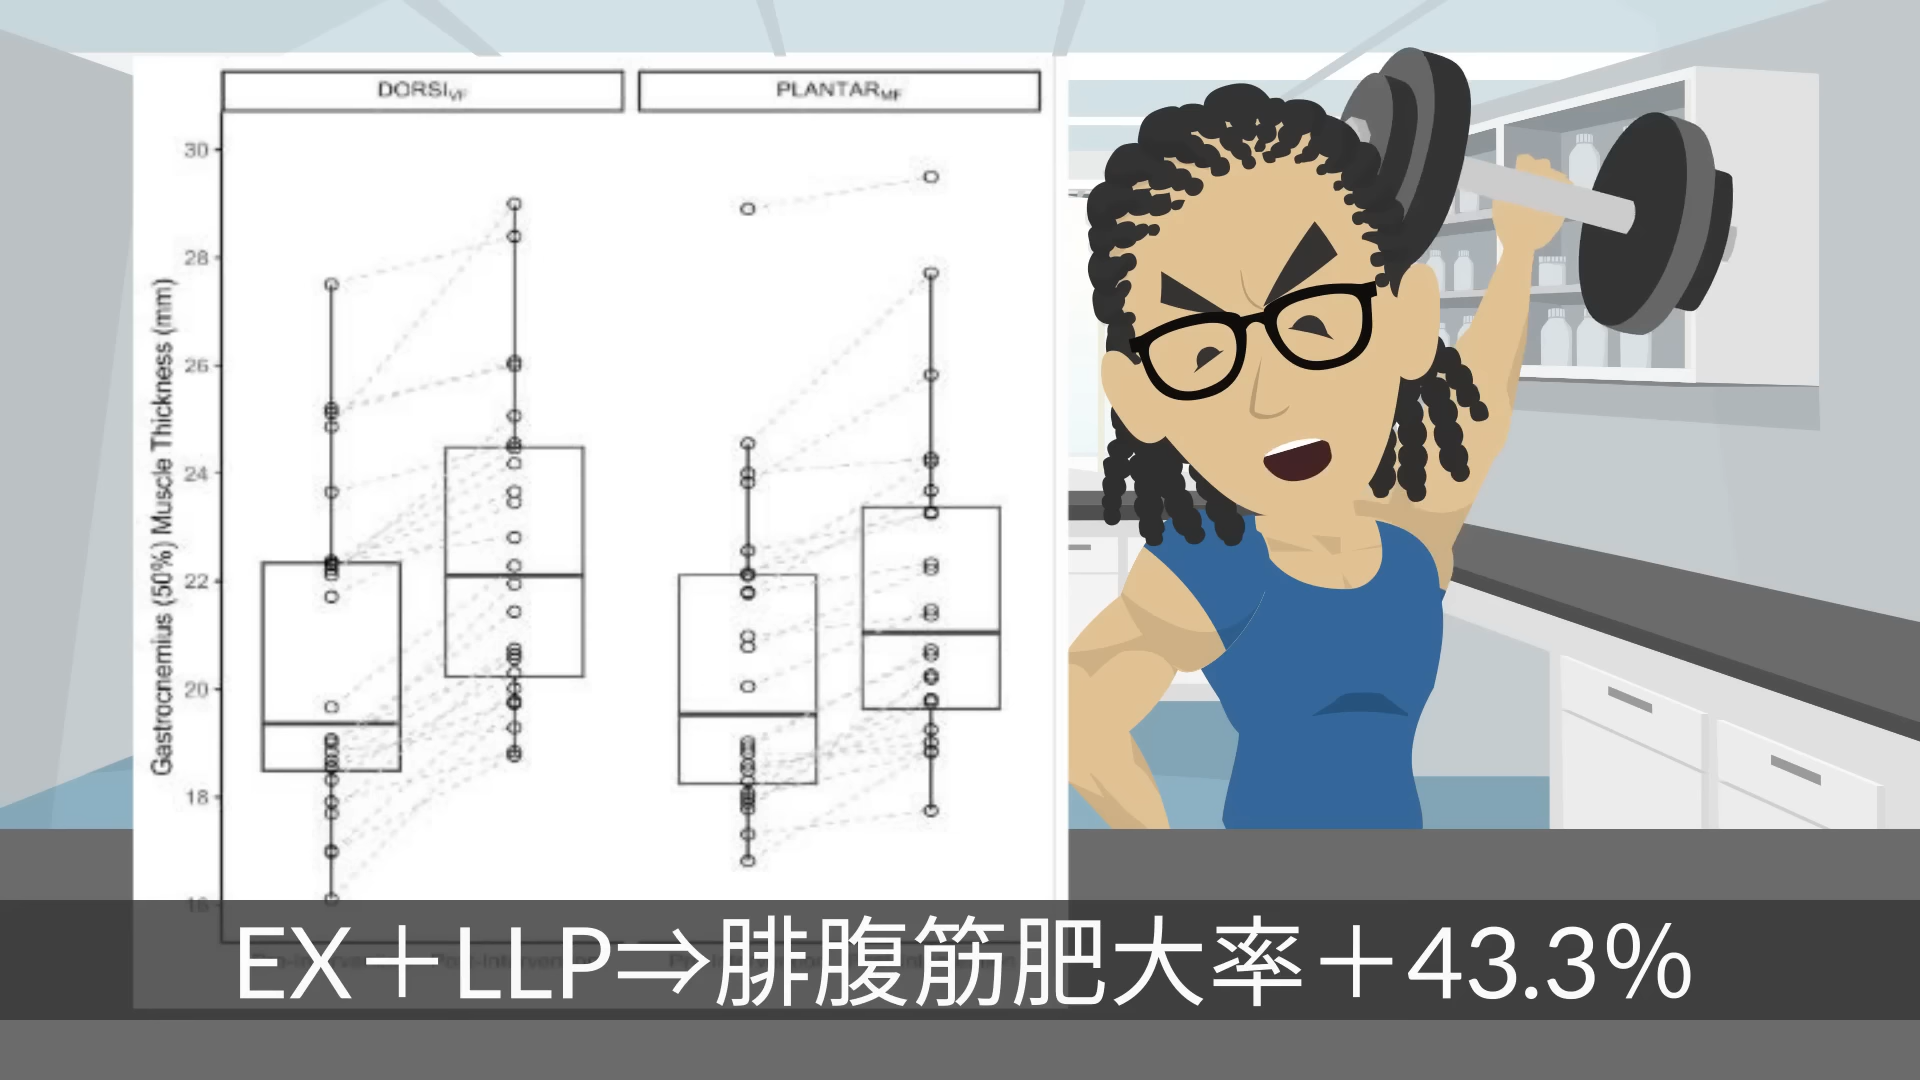 DORSIVF
PLANTARMF
Gastrocnemius (50%) Muscle Thickness (mm)
30
28
26
24
22
20
18
16
EX＋LLP⇒腓腹筋肥大率＋43.3%